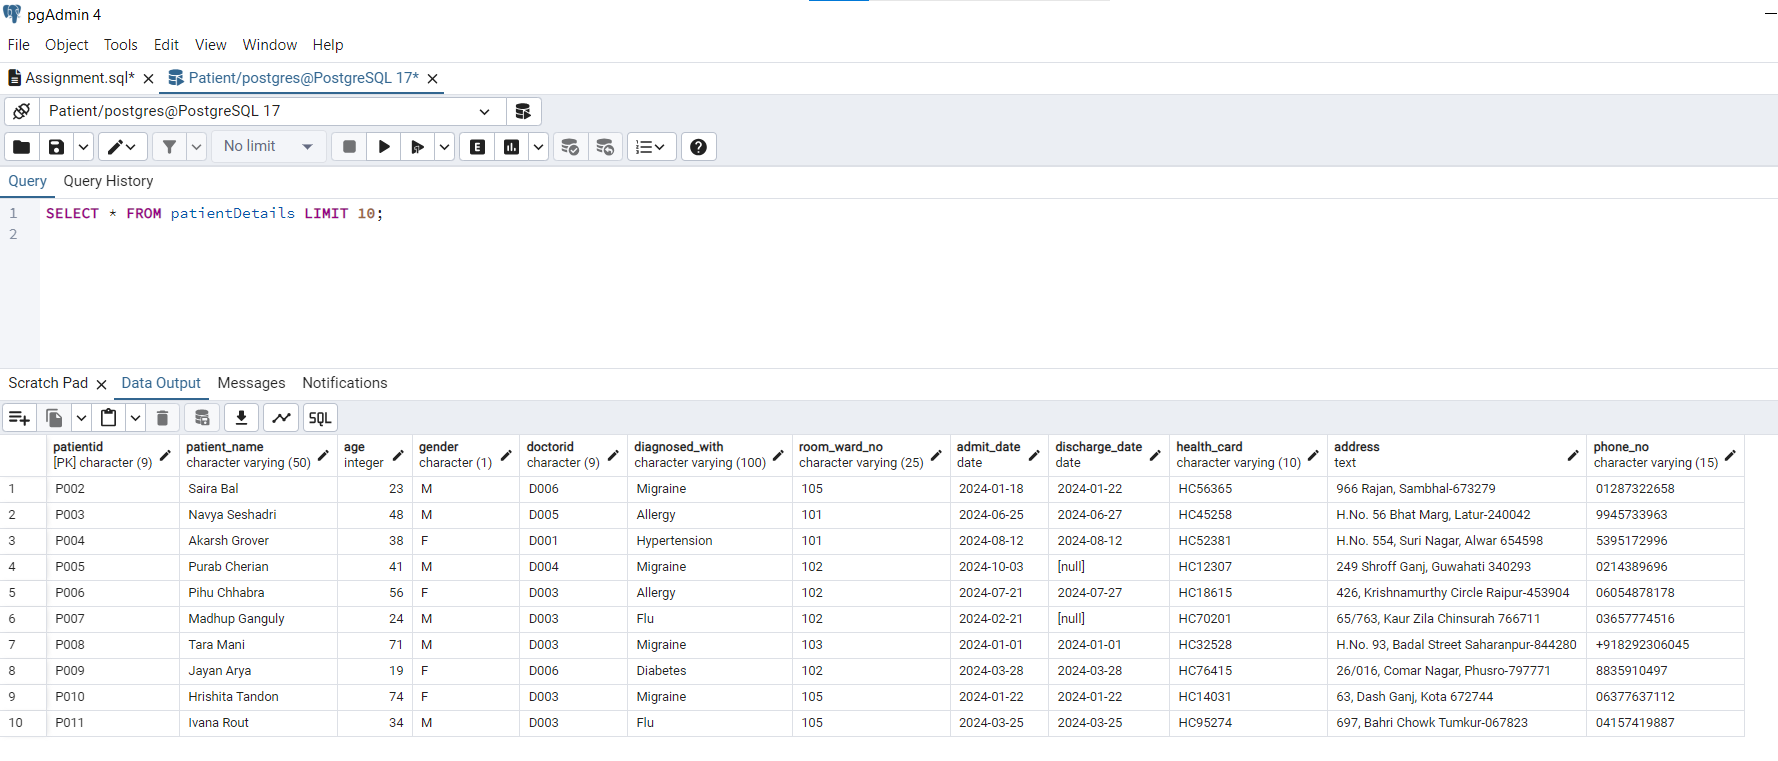 pgAdmin 4
File Object Tools Edit View Window Help
Assignment.sql* Patient/postgres@PostgreSQL 17*
Patient/postgres@PostgreSQL 17
No limit E
Query Query History
1 SELECT * FROM patientDetails LIMIT 10;
2
Scratch Pad Data Output Messages Notifications
SQL
patientid patient_name age gender doctorid diagnosed_with room_ward_no admit_date discharge_date health_card address phone_no
[PK] character (9) character varying (50) integer character (1) character (9) character varying (100) character varying (25) date date character varying (10) text character varying (15)
1 P002 Saira Bal 23 M D006 Migraine 105 2024-01-18 2024-01-22 HC56365 966 Rajan, Sambhal-673279 01287322658
2 P003 Navya Seshadri 48 M D005 Allergy 101 2024-06-25 2024-06-27 HC45258 H.No. 56 Bhat Marg, Latur-240042 9945733963
3 P004 Akarsh Grover 38 F D001 Hypertension 101 2024-08-12 2024-08-12 HC52381 H.No. 554, Suri Nagar, Alwar 654598 5395172996
4 P005 Purab Cherian 41 M D004 Migraine 102 2024-10-03 [null] HC12307 249 Shroff Ganj, Guwahati 340293 0214389696
5 P006 Pihu Chhabra 56 F D003 Allergy 102 2024-07-21 2024-07-27 HC18615 426, Krishnamurthy Circle Raipur-453904 06054878178
6 P007 Madhup Ganguly 24 M D003 Flu 102 2024-02-21 [null] HC70201 65/763, Kaur Zila Chinsurah 766711 03657774516
7 P008 Tara Mani 71 M D003 Migraine 103 2024-01-01 2024-01-01 HC32528 H.No. 93, Badal Street Saharanpur-844280 +918292306045
8 P009 Jayan Arya 19 F D006 Diabetes 102 2024-03-28 2024-03-28 HC76415 26/016, Comar Nagar, Phusro-797771 8835910497
9 P010 Hrishita Tandon 74 F D003 Migraine 105 2024-01-22 2024-01-22 HC14031 63, Dash Ganj, Kota 672744 06377637112
10 P011 Ivana Rout 34 M D003 Flu 105 2024-03-25 2024-03-25 HC95274 697, Bahri Chowk Tumkur-067823 04157419887